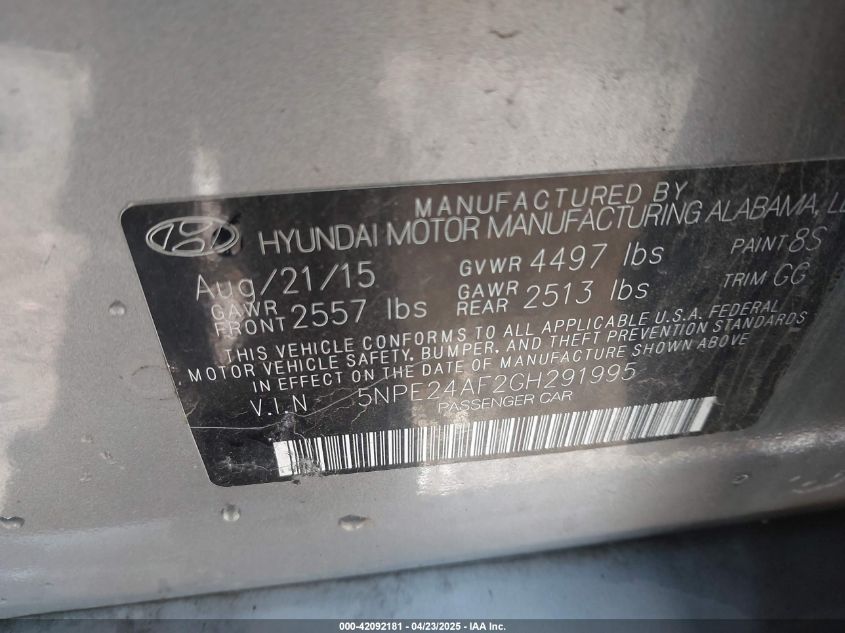 MANUFACTURED BY
HYUNDAI MOTOR MANUFACTURING ALABAMA,
Aug/21/15 GVWR 4497 lbs PAINT 8S
GAWR FRONT 2557 lbs GAWR REAR 2513 lbs TRIM GG
THIS VEHICLE CONFORMS TO ALL APPLICABLE U.S.A. FEDERAL
MOTOR VEHICLE SAFETY, BUMPER, AND THEFT PREVENTION STANDARDS
IN EFFECT ON THE DATE OF MANUFACTURE SHOWN ABOVE
V.I.N 5NPE24AF2GH291995
PASSENGER CAR
000-42092181 - 04/23/2025 - IAA Inc.